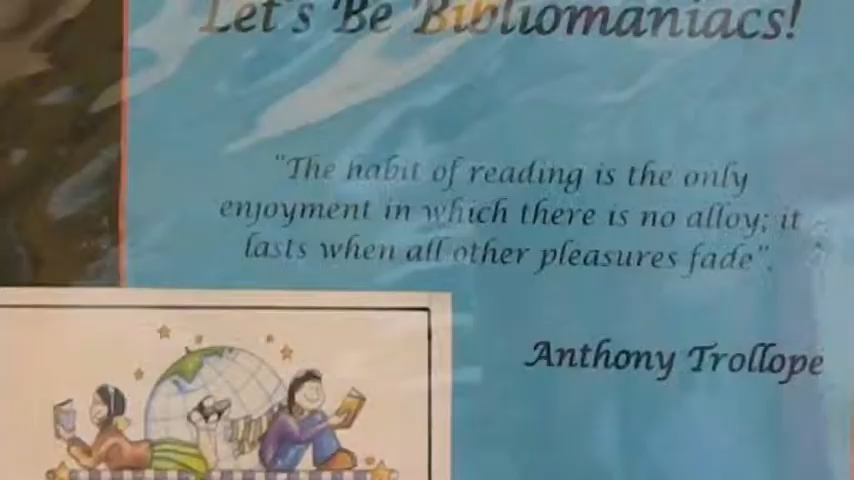 Let's Be Bibliomaniacs!
"The habit of reading is the only
enjoyment in which there is no alloy; it
lasts when all other pleasures fade".
Anthony Trollope